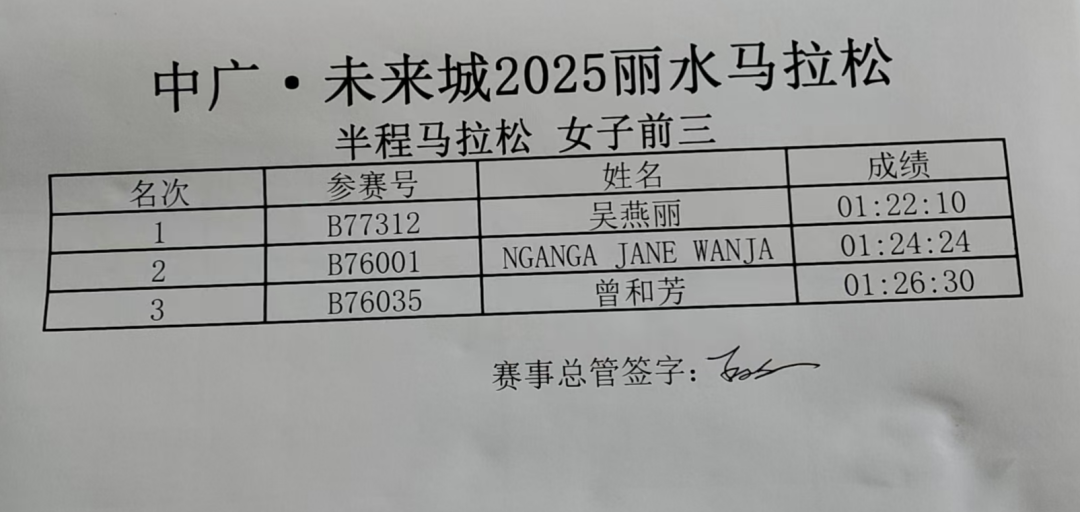 中广·未来城2025丽水马拉松
半程马拉松 女子前三
名次 参赛号 姓名 成绩
1 B77312 吴燕丽 01:22:10
2 B76001 NGANGA JANE WANJA 01:24:24
3 B76035 曾和芳 01:26:30
赛事总管签字: